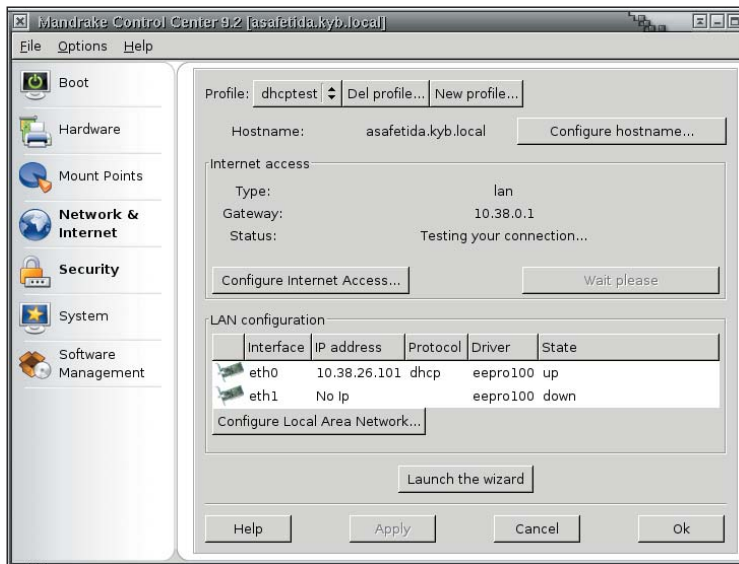 Mandrake Control Center 9.2 [asafetida.kyb.local]
File Options Help
Boot
Hardware
Mount Points
Network &
Internet
Security
System
Software
Management
Profile: dhcptest Del profile... New profile...
Hostname: asafetida.kyb.local Configure hostname...
Internet access
Type: lan
Gateway: 10.38.0.1
Status: Testing your connection...
Configure Internet Access... Wait please
LAN configuration
Interface IP address Protocol Driver State
eth0 10.38.26.101 dhcp eepro100 up
eth1 No Ip eepro100 down
Configure Local Area Network...
Launch the wizard
Help Apply Cancel Ok